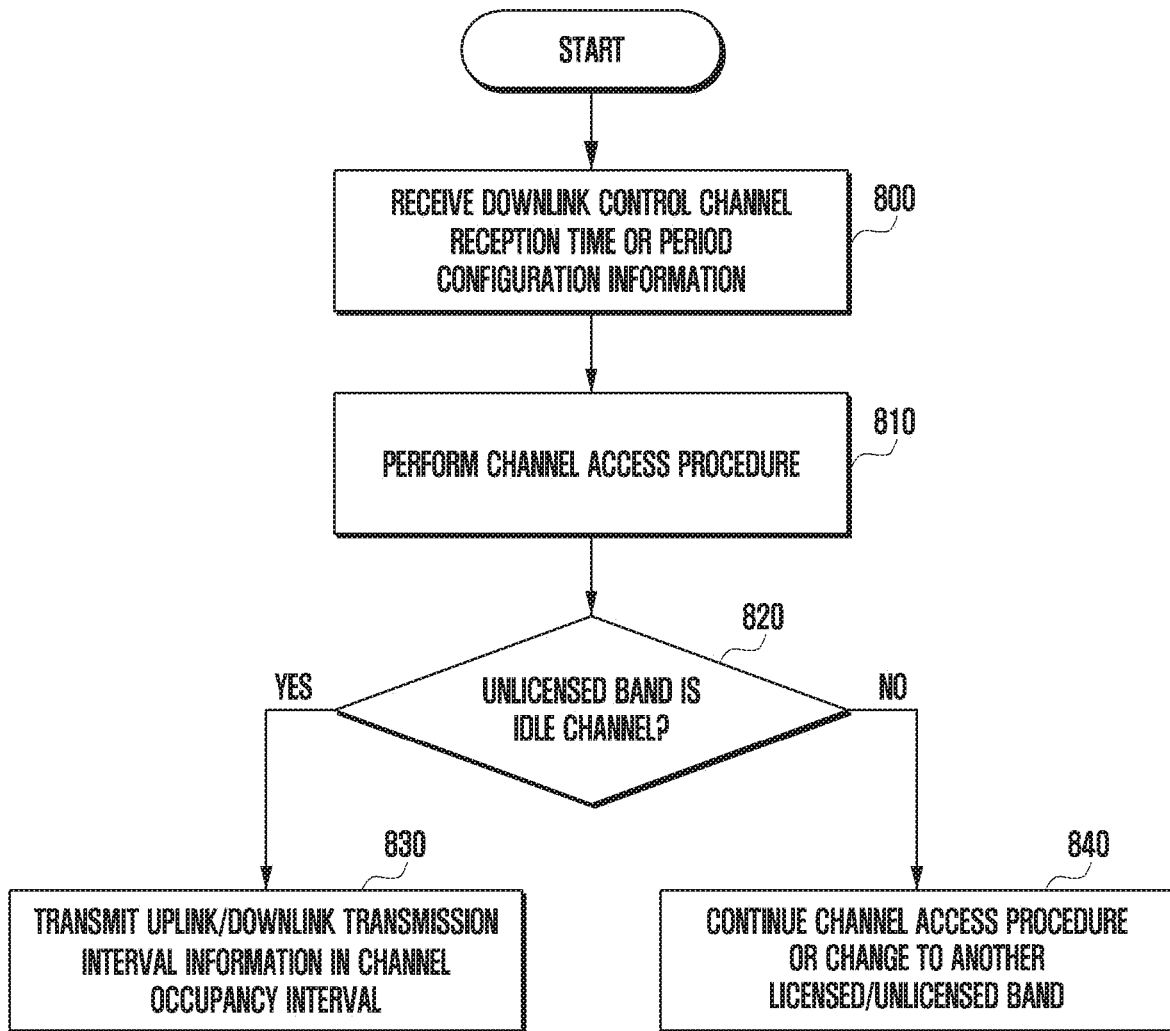 START
RECEIVE DOWNLINK CONTROL CHANNEL
RECEPTION TIME OR PERIOD
CONFIGURATION INFORMATION
800
PERFORM CHANNEL ACCESS PROCEDURE
810
820
UNLICENSED BAND IS
IDLE CHANNEL?
YES
NO
830
TRANSMIT UPLINK/DOWNLINK TRANSMISSION
INTERVAL INFORMATION IN CHANNEL
OCCUPANCY INTERVAL
840
CONTINUE CHANNEL ACCESS PROCEDURE
OR CHANGE TO ANOTHER
LICENSED/UNLICENSED BAND